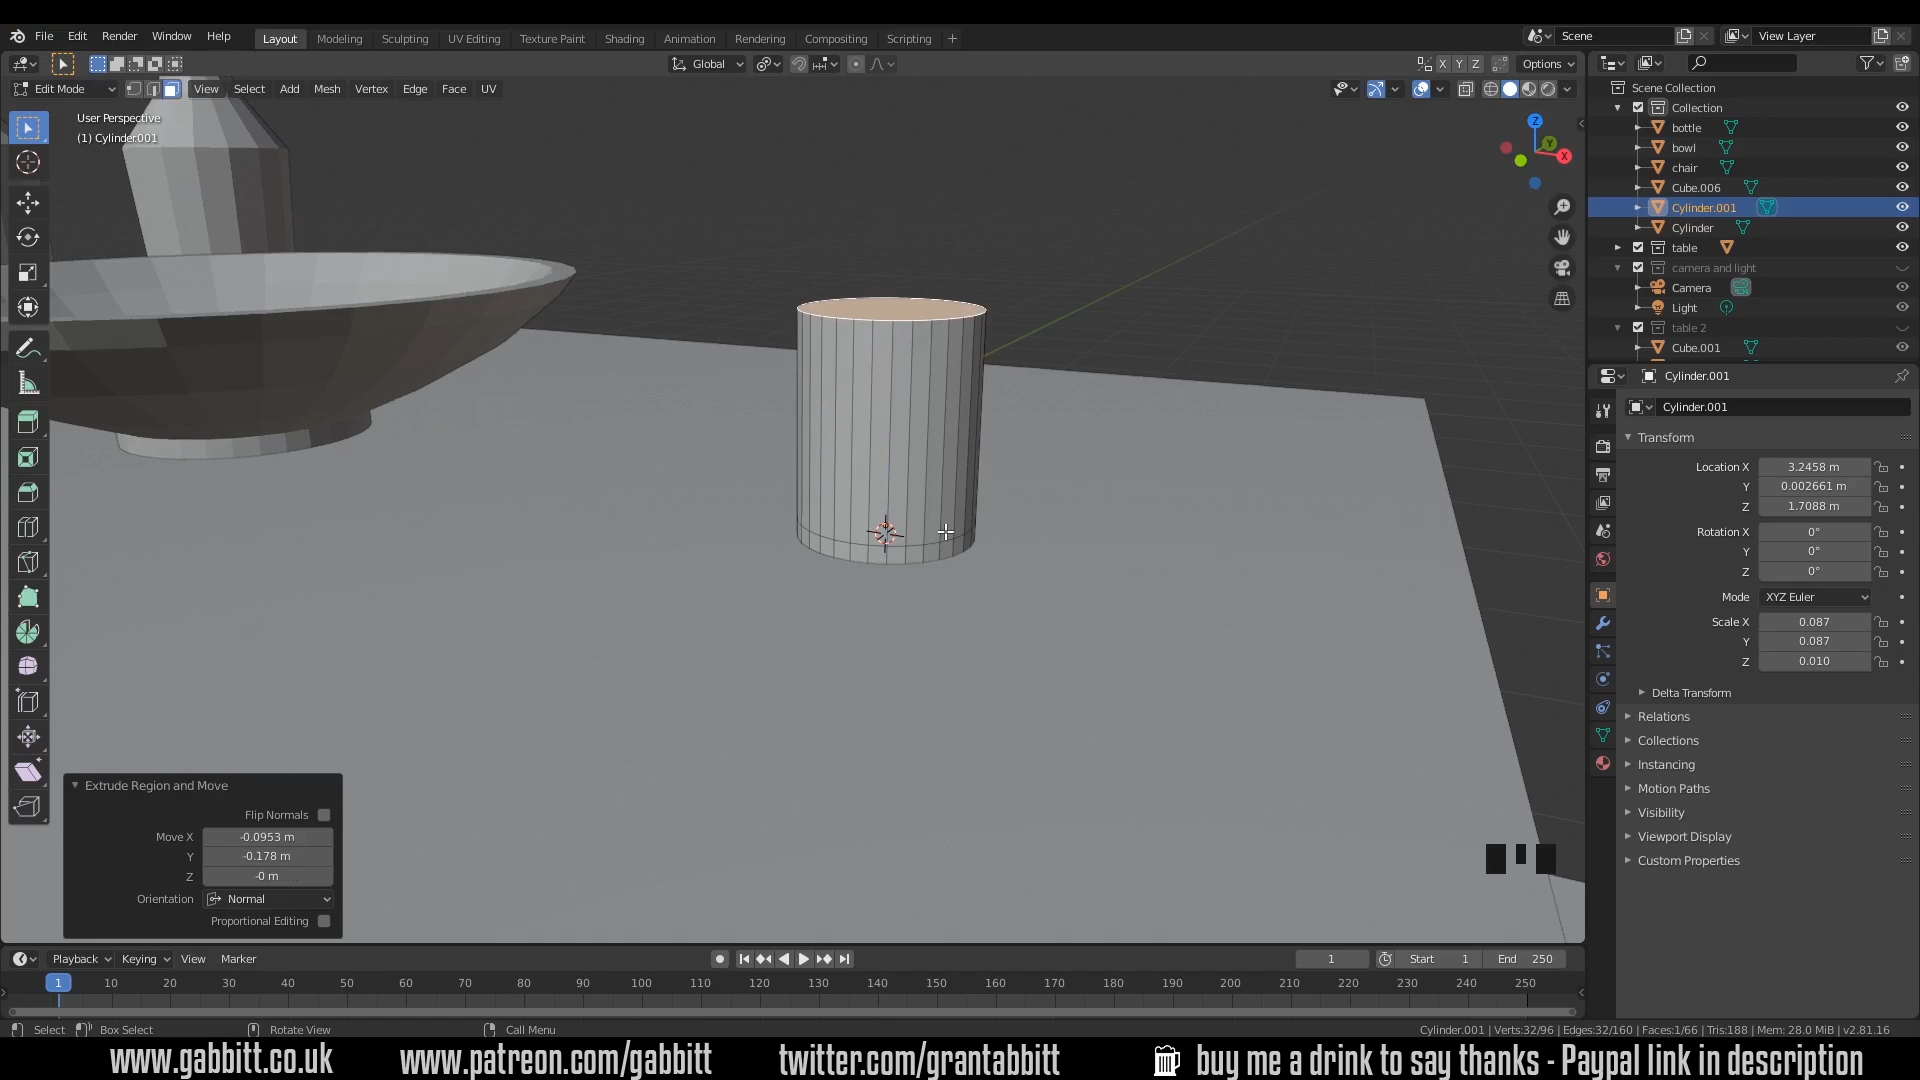 File Edit Render Window Help Layout Modeling Sculpting UV Editing Texture Paint Shading Animation Rendering Compositing Scripting + Scene View Layer
Global X Y Z Options
Edit Mode View Select Add Mesh Vertex Edge Face UV
User Perspective
(1) Cylinder.001
Z
Y
X
Scene Collection
Collection
bottle
bowl
chair
Cube.006
Cylinder.001
Cylinder
table
camera and light
Camera
Light
table 2
Cube.001
Cylinder.001
Cylinder.001
Transform
Location X 3.2458 m
Y 0.002661 m
Z 1.7088 m
Rotation X 0°
Y 0°
Z 0°
Mode XYZ Euler
Scale X 0.087
Y 0.087
Z 0.010
Delta Transform
Relations
Collections
Instancing
Motion Paths
Visibility
Viewport Display
Custom Properties
Extrude Region and Move
Flip Normals
Move X -0.0953 m
Y -0.178 m
Z -0 m
Orientation Normal
Proportional Editing
Playback Keying View Marker 1 Start 1 End 250
1 10 20 30 40 50 60 70 80 90 100 110 120 130 140 150 160 170 180 190 200 210 220 230 240 250
Select Box Select Rotate View Call Menu Cylinder.001 | Verts:32/96 | Edges:32/160 | Faces:1/66 | Tris:188 | Mem: 28.0 MiB | v2.81.16
www.gabbitt.co.uk www.patreon.com/gabbitt twitter.com/grantabbitt buy me a drink to say thanks - Paypal link in description